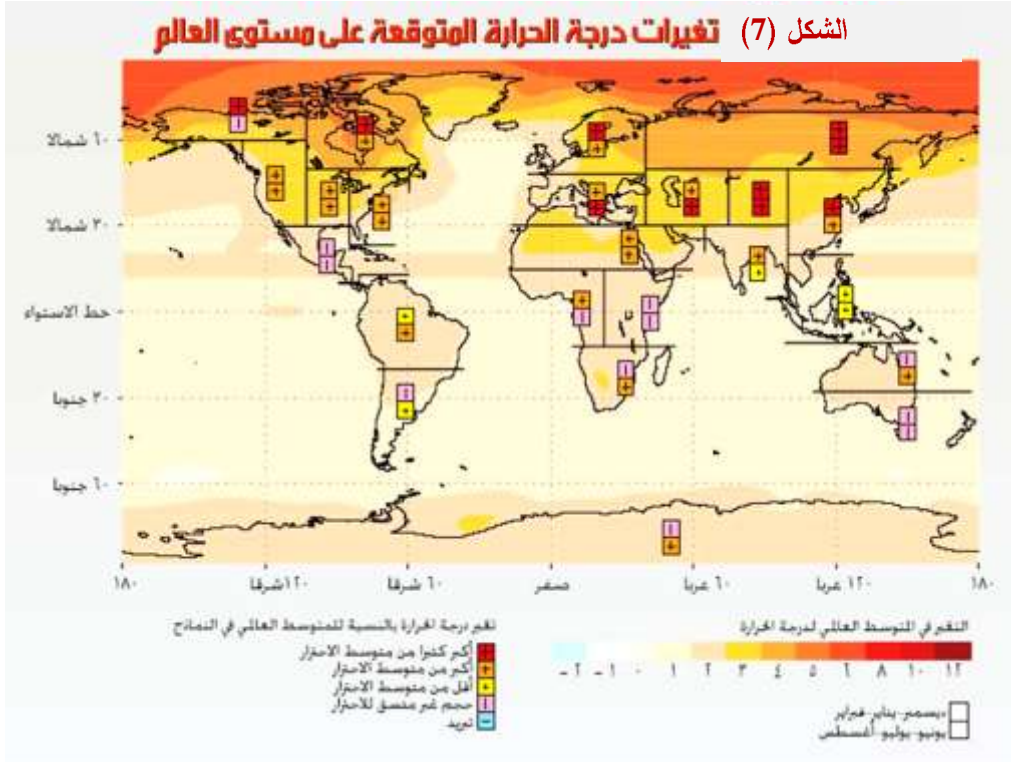 الشكل (7) تغيرات درجة الحرارة المتوقعة على مستوى العالم
٦٠ شمالا
٣٠ شمالا
خط الاستواء
٣٠ جنوبا
٦٠ جنوبا
١٨٠ ١٢٠شرقا ٦٠ شرقا صفر ٦٠ غربا ١٢٠ غربا ١٨٠
تغير درجة الحرارة بالنسبة للمتوسط العالمي في النماذج
أكبر كثيرا من متوسط الاحترار
أكبر من متوسط الاحترار
أقل من متوسط الاحترار
حجم غير متسق للاحترار
تبريد
التغير في المتوسط العالمي لدرجة الحرارة
٢ - ١ - ٠ ١ ٢ ٣ ٤ ٥ ٦ ٨ ١٠ ١٢
ديسمبر-يناير-فبراير
يونيو-يوليو-أغسطس